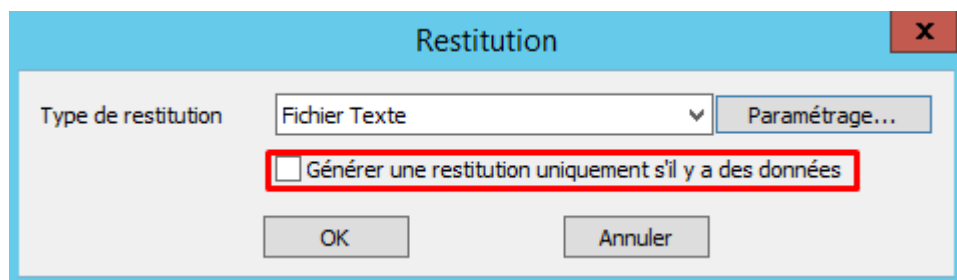 Restitution
x
Type de restitution Fichier Texte Paramétrage...
Générer une restitution uniquement s'il y a des données
OK Annuler